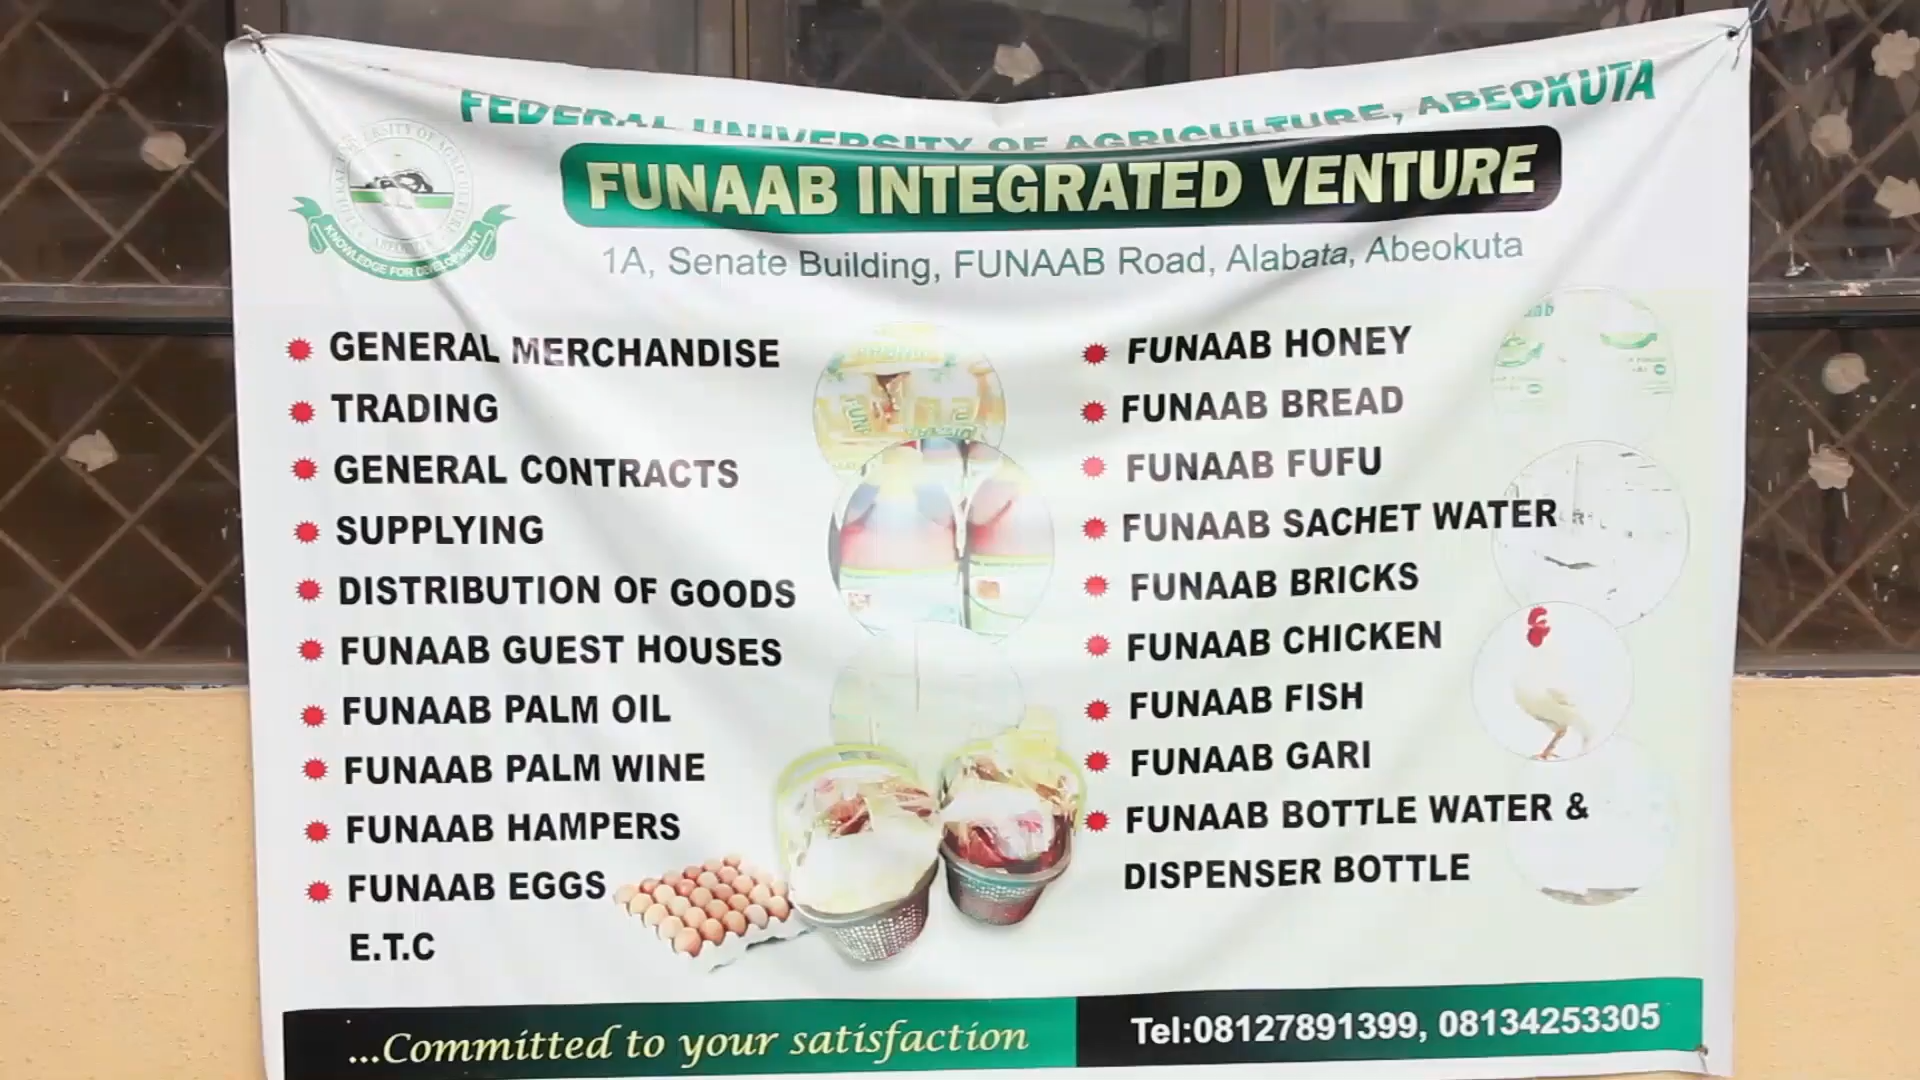 FEDERAL UNIVERSITY OF AGRICULTURE, ABEOKUTA
FUNAAB INTEGRATED VENTURE
1A, Senate Building, FUNAAB Road, Alabata, Abeokuta
KNOWLEDGE FOR DEVELOPMENT
GENERAL MERCHANDISE
TRADING
GENERAL CONTRACTS
SUPPLYING
DISTRIBUTION OF GOODS
FUNAAB GUEST HOUSES
FUNAAB PALM OIL
FUNAAB PALM WINE
FUNAAB HAMPERS
FUNAAB EGGS
E.T.C
FUNAAB HONEY
FUNAAB BREAD
FUNAAB FUFU
FUNAAB SACHET WATER
FUNAAB BRICKS
FUNAAB CHICKEN
FUNAAB FISH
FUNAAB GARI
FUNAAB BOTTLE WATER &
DISPENSER BOTTLE
...Committed to your satisfaction
Tel:08127891399, 08134253305